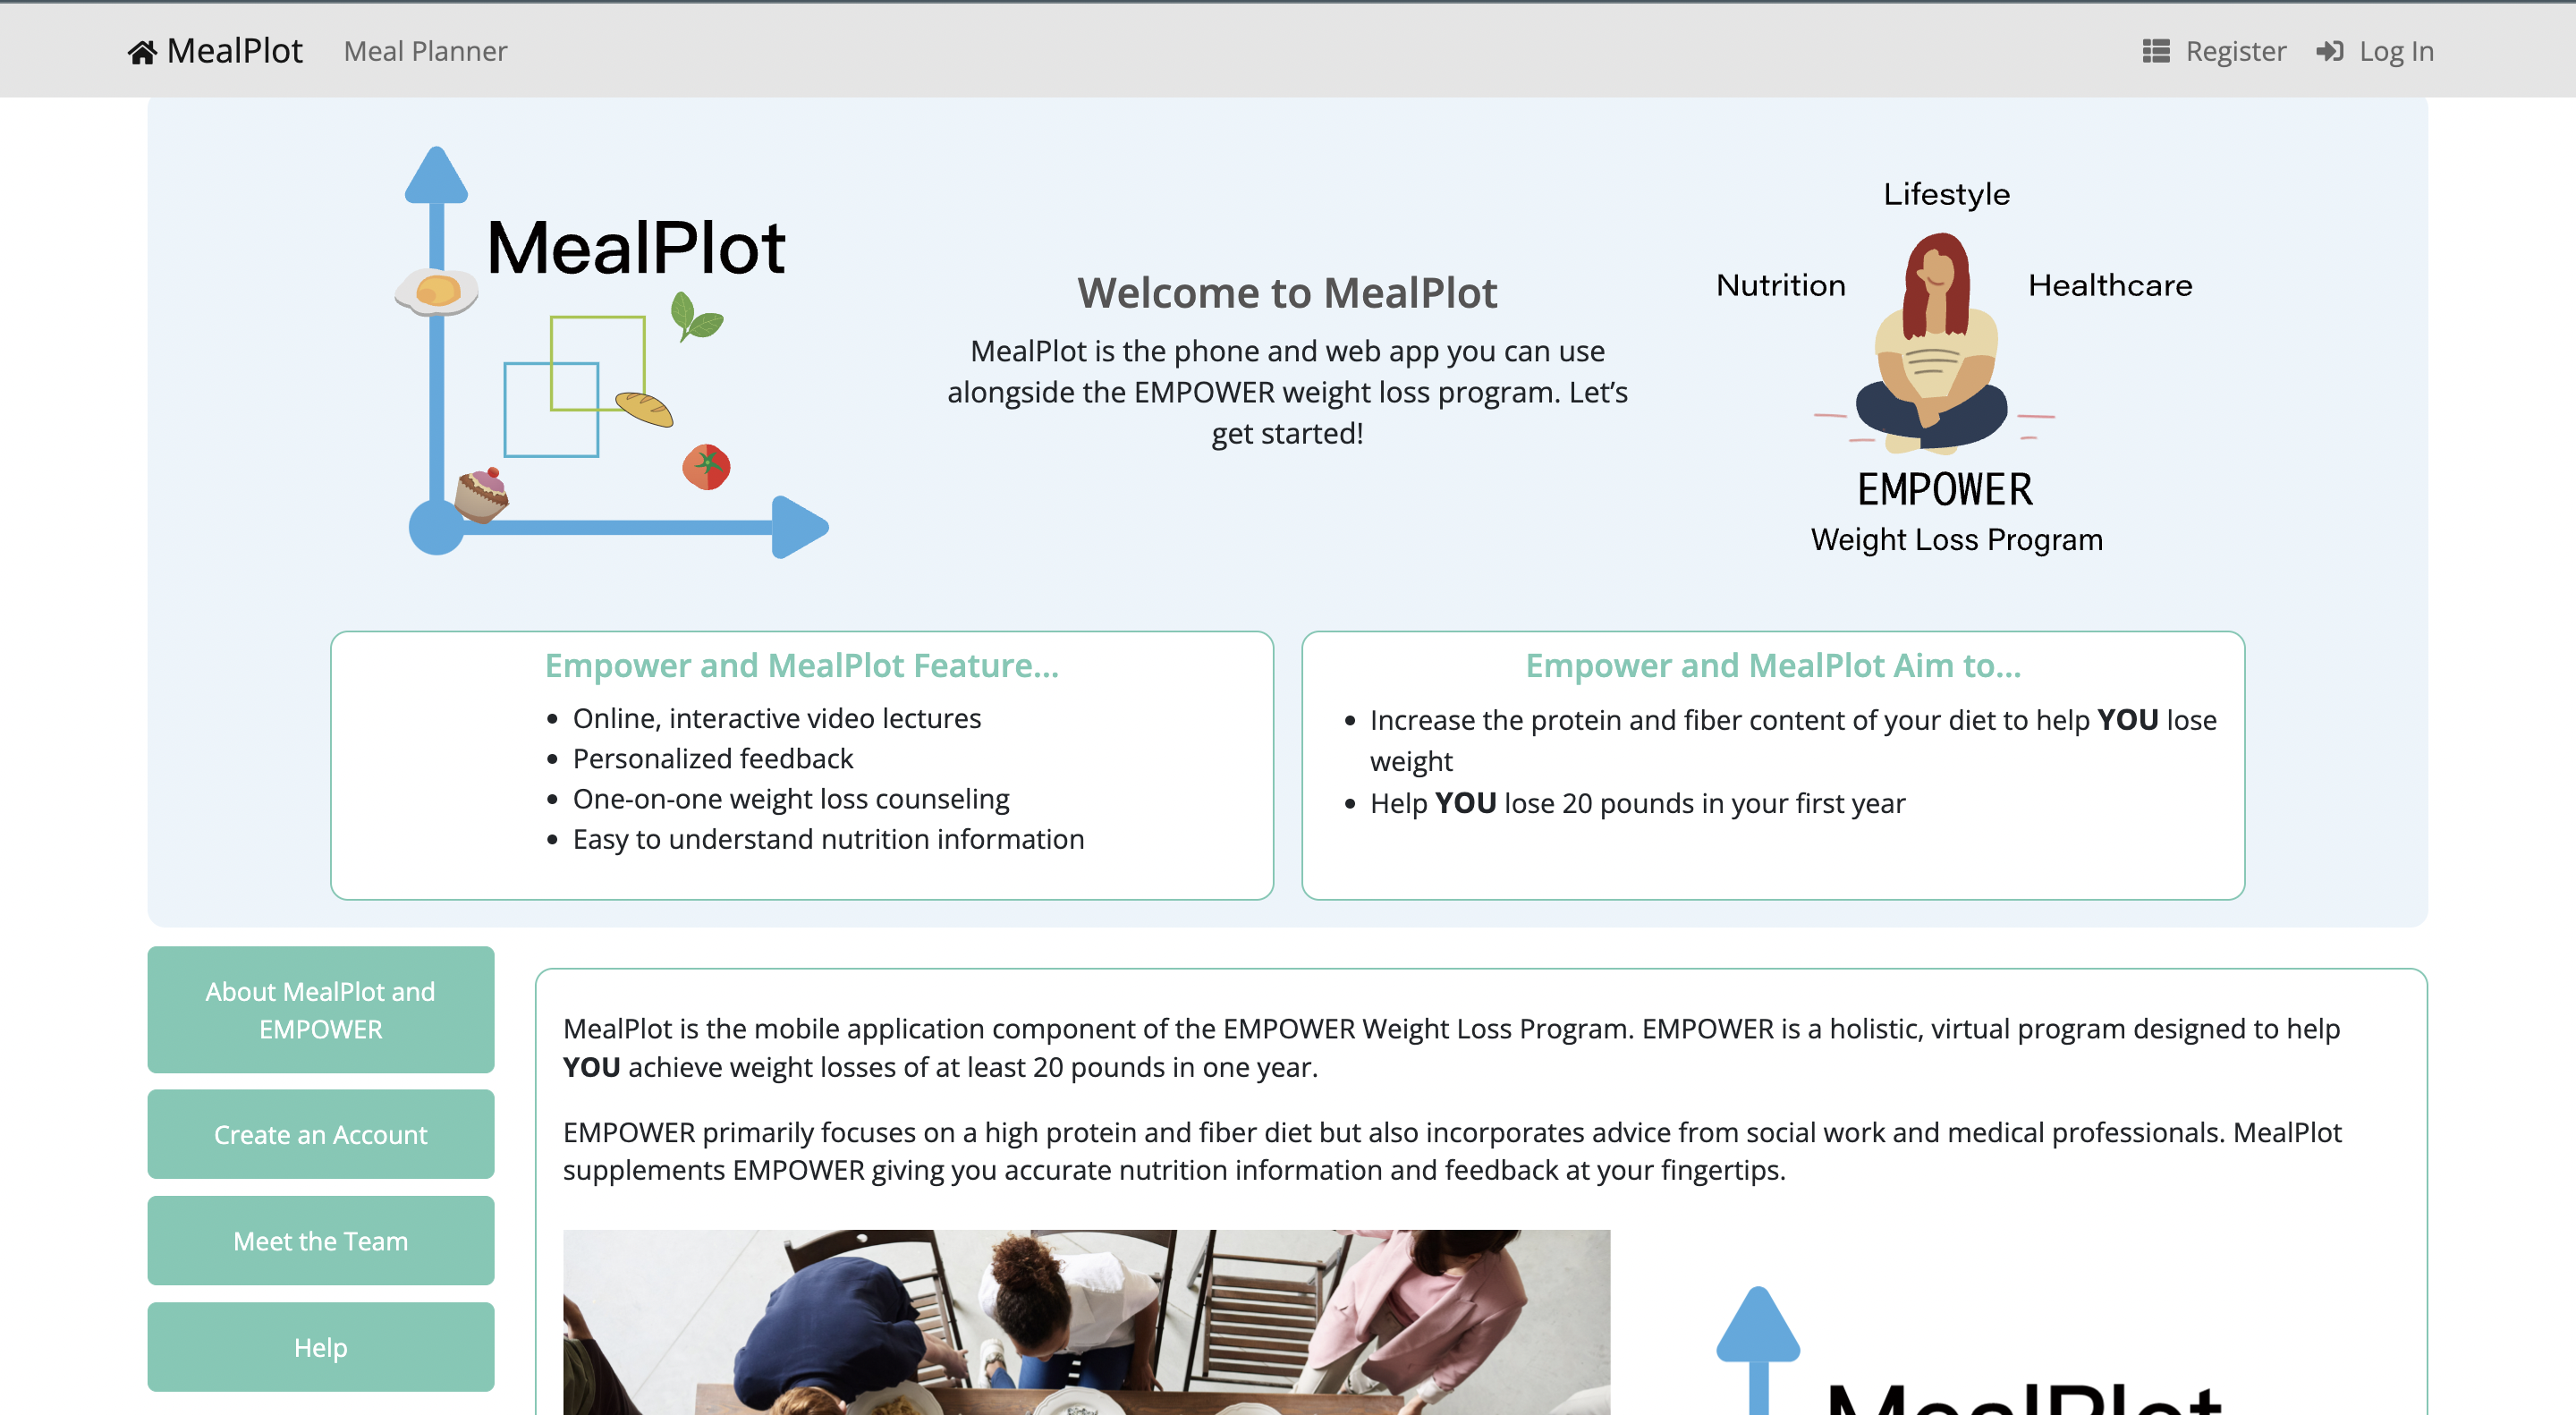 MealPlot Meal Planner Register Log In
MealPlot
Welcome to MealPlot
MealPlot is the phone and web app you can use
alongside the EMPOWER weight loss program. Let’s
get started!
Lifestyle
Nutrition Healthcare
EMPOWER
Weight Loss Program
Empower and MealPlot Feature...
Online, interactive video lectures
Personalized feedback
One-on-one weight loss counseling
Easy to understand nutrition information
Empower and MealPlot Aim to...
Increase the protein and fiber content of your diet to help YOU lose
weight
Help YOU lose 20 pounds in your first year
About MealPlot and
EMPOWER
Create an Account
Meet the Team
Help
MealPlot is the mobile application component of the EMPOWER Weight Loss Program. EMPOWER is a holistic, virtual program designed to help
YOU achieve weight losses of at least 20 pounds in one year.
EMPOWER primarily focuses on a high protein and fiber diet but also incorporates advice from social work and medical professionals. MealPlot
supplements EMPOWER giving you accurate nutrition information and feedback at your fingertips.
MealPlot